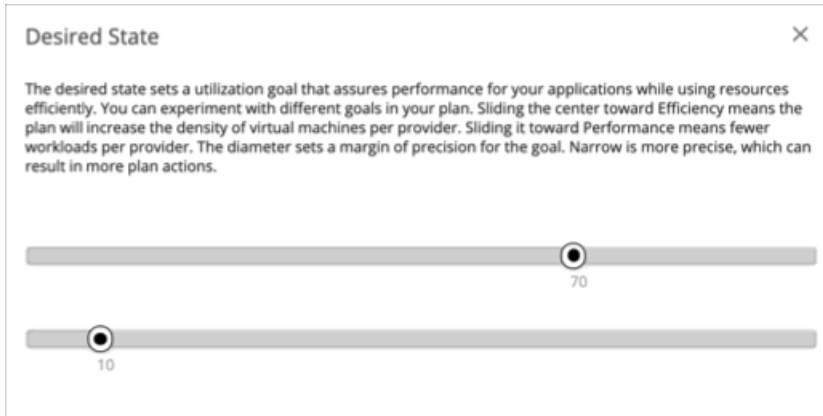 Desired State
The desired state sets a utilization goal that assures performance for your applications while using resources
efficiently. You can experiment with different goals in your plan. Sliding the center toward Efficiency means the
plan will increase the density of virtual machines per provider. Sliding it toward Performance means fewer
workloads per provider. The diameter sets a margin of precision for the goal. Narrow is more precise, which can
result in more plan actions.
70
10